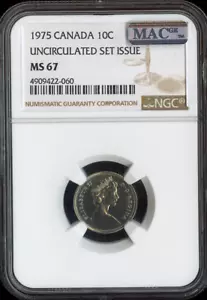 1975 CANADA 10C
UNCIRCULATED SET ISSUE
MS 67
4909422-060
MAC
NUMISMATIC GUARANTY CORPORATION
NGC